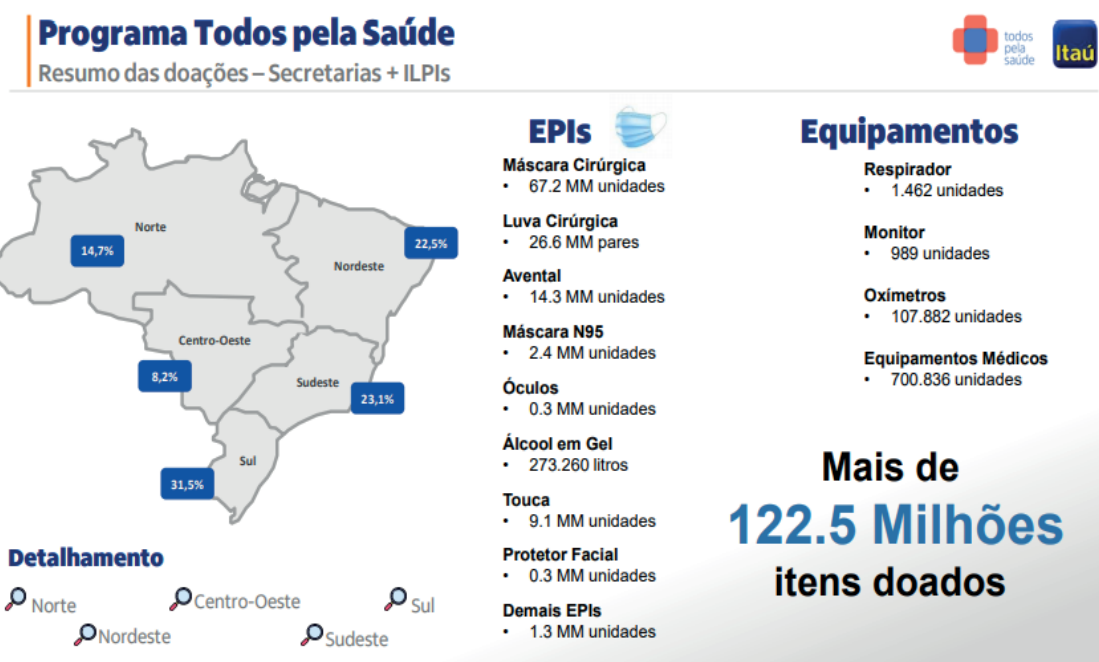 Programa Todos pela Saúde
Resumo das doações – Secretarias + ILPIs
todos
pela
saúde
Itaú
Norte
14,7%
22,5%
Nordeste
Centro-Oeste
8,2%
Sudeste
23,1%
Sul
31,5%
Detalhamento
Norte
Centro-Oeste
Sul
Nordeste
Sudeste
EPIs
Máscara Cirúrgica
• 67.2 MM unidades
Luva Cirúrgica
• 26.6 MM pares
Avental
• 14.3 MM unidades
Máscara N95
• 2.4 MM unidades
Óculos
• 0.3 MM unidades
Álcool em Gel
• 273.260 litros
Touca
• 9.1 MM unidades
Protetor Facial
• 0.3 MM unidades
Demais EPIs
• 1.3 MM unidades
Equipamentos
Respirador
• 1.462 unidades
Monitor
• 989 unidades
Oxímetros
• 107.882 unidades
Equipamentos Médicos
• 700.836 unidades
Mais de
122.5 Milhões
itens doados